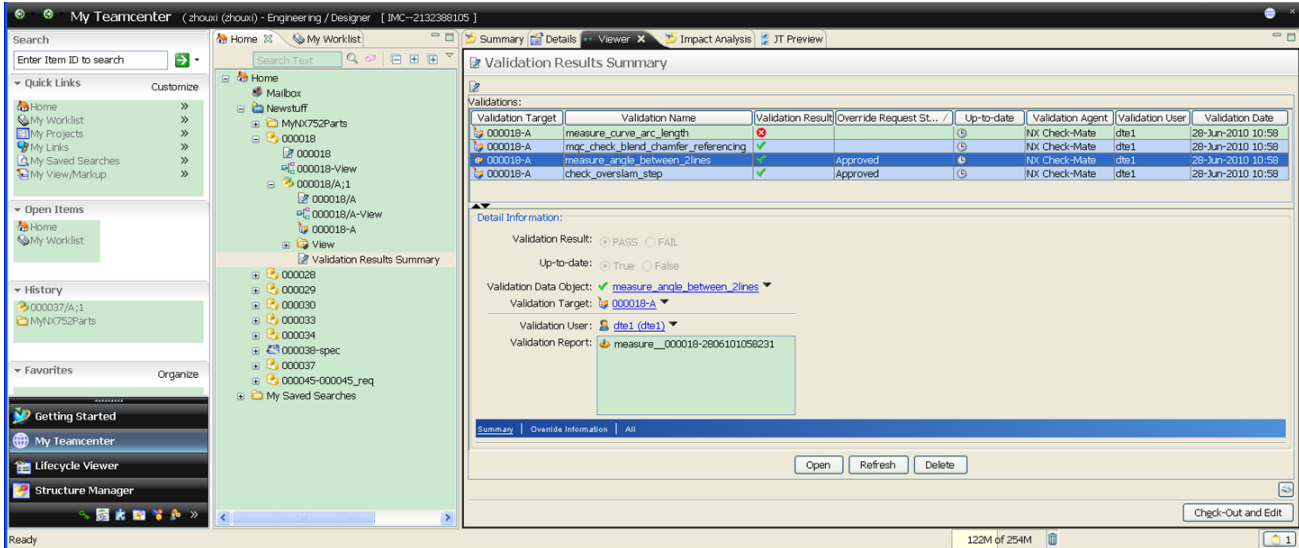 My Teamcenter ( zhouxi (zhouxi) - Engineering / Designer [ IMC--2132388105 ]
Search
Enter Item ID to search
Quick Links Customize
Home
My Worklist
My Projects
My Links
My Saved Searches
My View/Markup
Open Items
Home
My Worklist
History
000037/A;1
MyNX752Parts
Favorites Organize
Getting Started
My Teamcenter
Lifecycle Viewer
Structure Manager
Home My Worklist
Search Text
Home
Mailbox
Newstuff
MyNX752Parts
000018
000018
000018-View
000018/A;1
000018/A
000018/A-View
000018-A
View
Validation Results Summary
000028
000029
000030
000033
000034
000038-spec
000037
000045-000045_req
My Saved Searches
Summary Details Viewer Impact Analysis JT Preview
Validation Results Summary
Validations:
Validation Target Validation Name Validation Result Override Request St... / Up-to-date Validation Agent Validation User Validation Date
000018-A measure_curve_arc_length NX Check-Mate dte1 28-Jun-2010 10:58
000018-A mqc_check_blend_chamfer_referencing NX Check-Mate dte1 28-Jun-2010 10:58
000018-A measure_angle_between_2lines Approved NX Check-Mate dte1 28-Jun-2010 10:58
000018-A check_overslam_step Approved NX Check-Mate dte1 28-Jun-2010 10:58
Detail Information:
Validation Result: PASS FAIL
Up-to-date: True False
Validation Data Object: measure_angle_between_2lines
Validation Target: 000018-A
Validation User: dte1 (dte1)
Validation Report: measure__000018-2806101058231
Summary | Override Information | All
Open Refresh Delete
Check-Out and Edit
Ready 122M of 254M 1